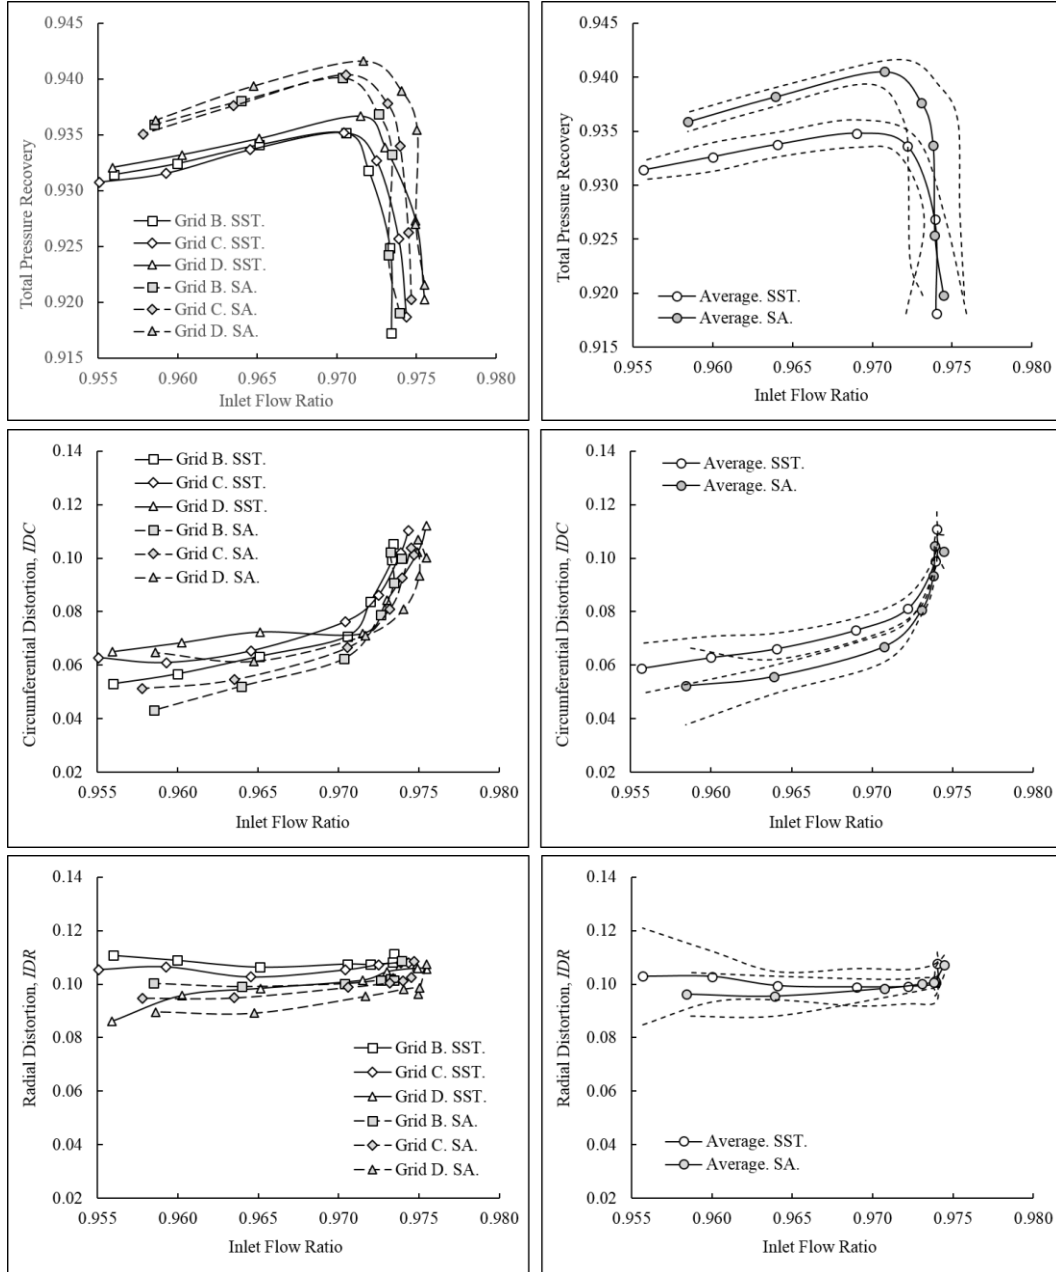 0.945
0.940
0.935
0.930
0.925
0.920
0.915
Total Pressure Recovery
Grid B. SST.
Grid C. SST.
Grid D. SST.
Grid B. SA.
Grid C. SA.
Grid D. SA.
0.955 0.960 0.965 0.970 0.975 0.980
Inlet Flow Ratio
0.945
0.940
0.935
0.930
0.925
0.920
0.915
Total Pressure Recovery
Average. SST.
Average. SA.
0.955 0.960 0.965 0.970 0.975 0.980
Inlet Flow Ratio
0.14
0.12
0.10
0.08
0.06
0.04
0.02
Circumferential Distortion, IDC
Grid B. SST.
Grid C. SST.
Grid D. SST.
Grid B. SA.
Grid C. SA.
Grid D. SA.
0.955 0.960 0.965 0.970 0.975 0.980
Inlet Flow Ratio
0.14
0.12
0.10
0.08
0.06
0.04
0.02
Circumferential Distortion, IDC
Average. SST.
Average. SA.
0.955 0.960 0.965 0.970 0.975 0.980
Inlet Flow Ratio
0.14
0.12
0.10
0.08
0.06
0.04
0.02
Radial Distortion, IDR
Grid B. SST.
Grid C. SST.
Grid D. SST.
Grid B. SA.
Grid C. SA.
Grid D. SA.
0.955 0.960 0.965 0.970 0.975 0.980
Inlet Flow Ratio
0.14
0.12
0.10
0.08
0.06
0.04
0.02
Radial Distortion, IDR
Average. SST.
Average. SA.
0.955 0.960 0.965 0.970 0.975 0.980
Inlet Flow Ratio